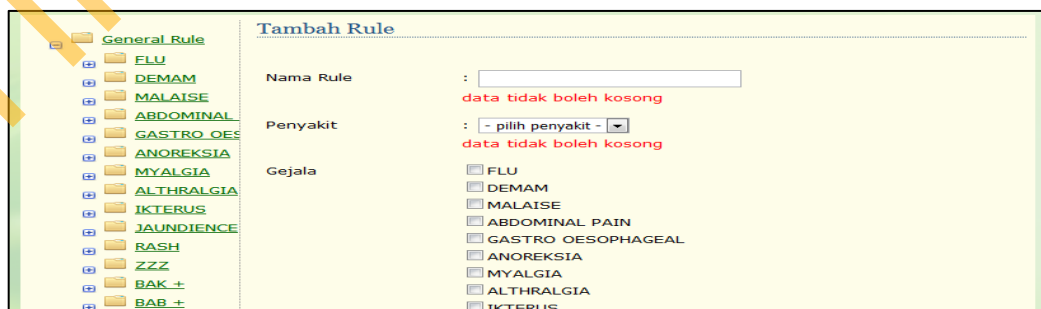 General Rule
FLU
DEMAM
MALAISE
ABDOMINAL
GASTRO OES
ANOREKSIA
MYALGIA
ALTHRALGIA
IKTERUS
JAUNDIENCE
RASH
ZZZ
BAK +
BAB +
Tambah Rule
Nama Rule :
data tidak boleh kosong
Penyakit : - pilih penyakit -
data tidak boleh kosong
Gejala
FLU
DEMAM
MALAISE
ABDOMINAL PAIN
GASTRO OESOPHAGEAL
ANOREKSIA
MYALGIA
ALTHRALGIA
IKTERUS